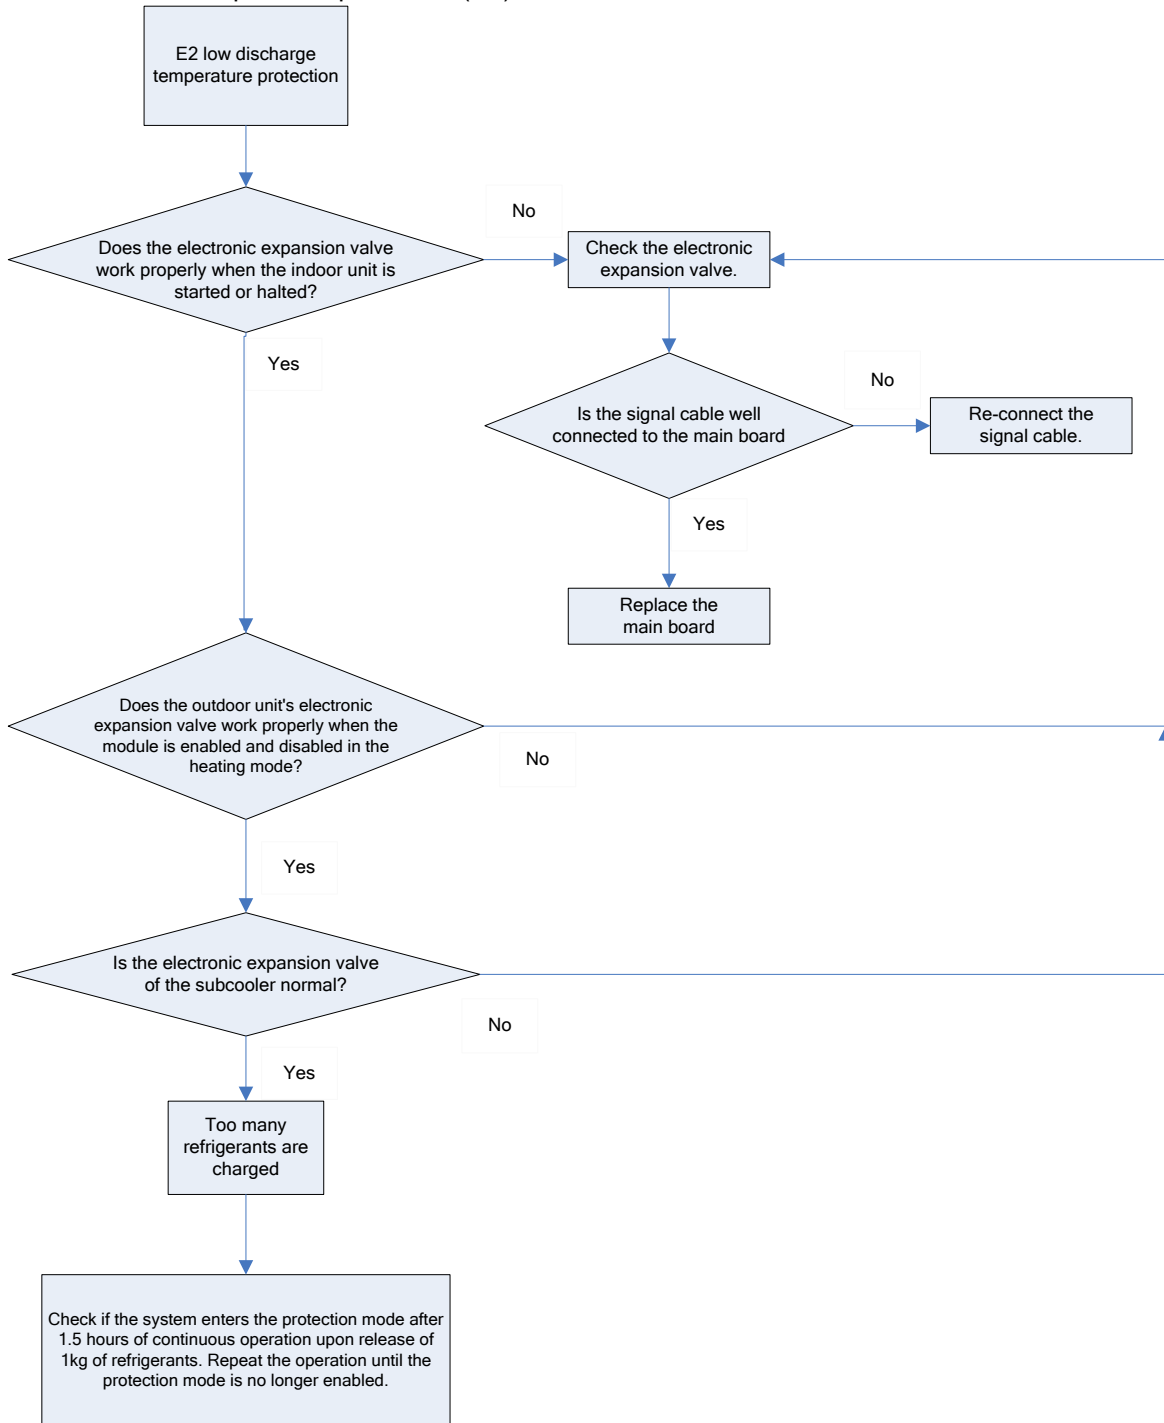 E2 low discharge
temperature protection
No
Does the electronic expansion valve
work properly when the indoor unit is
started or halted?
Check the electronic
expansion valve.
Yes
No
Is the signal cable well
connected to the main board
Re-connect the
signal cable.
Yes
Replace the
main board
Does the outdoor unit's electronic
expansion valve work properly when the
module is enabled and disabled in the
heating mode?
No
Yes
Is the electronic expansion valve
of the subcooler normal?
No
Yes
Too many
refrigerants are
charged
Check if the system enters the protection mode after
1.5 hours of continuous operation upon release of
1kg of refrigerants. Repeat the operation until the
protection mode is no longer enabled.